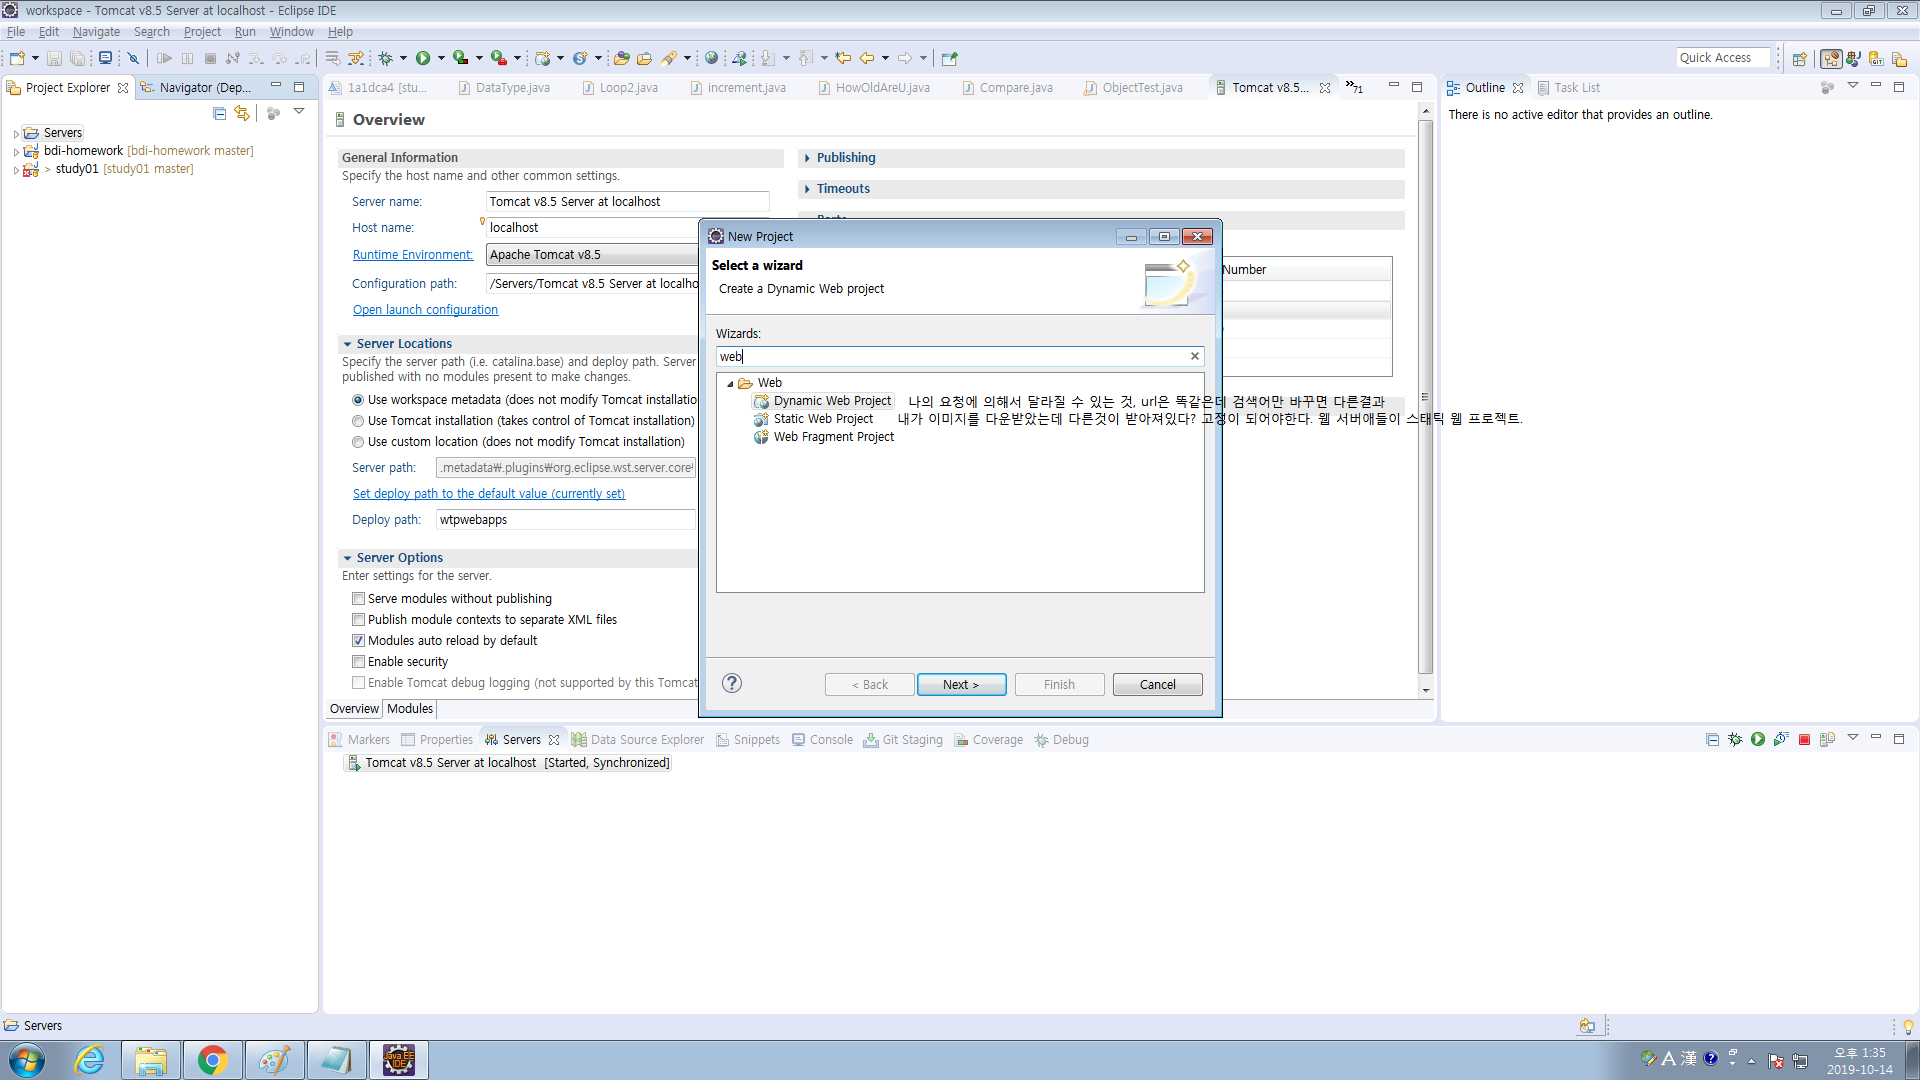 workspace - Tomcat v8.5 Server at localhost - Eclipse IDE
File Edit Navigate Search Project Run Window Help
Quick Access
Project Explorer Navigator (Dep...
1a1dca4 [stu... DataType.java Loop2.java increment.java HowOldAreU.java Compare.java ObjectTest.java Tomcat v8.5... »71
Outline Task List
There is no active editor that provides an outline.
Servers
bdi-homework [bdi-homework master]
> study01 [study01 master]
Overview
General Information
Specify the host name and other common settings.
Server name: Tomcat v8.5 Server at localhost
Host name: localhost
Runtime Environment: Apache Tomcat v8.5
Configuration path: /Servers/Tomcat v8.5 Server at localho
Open launch configuration
Server Locations
Specify the server path (i.e. catalina.base) and deploy path. Server
published with no modules present to make changes.
Use workspace metadata (does not modify Tomcat installatio
Use Tomcat installation (takes control of Tomcat installation)
Use custom location (does not modify Tomcat installation)
Server path: .metadata₩.plugins₩org.eclipse.wst.server.core
Set deploy path to the default value (currently set)
Deploy path: wtpwebapps
Server Options
Enter settings for the server.
Serve modules without publishing
Publish module contexts to separate XML files
Modules auto reload by default
Enable security
Enable Tomcat debug logging (not supported by this Tomcat
Overview Modules
Publishing
Timeouts
Number
New Project
Select a wizard
Create a Dynamic Web project
Wizards:
web
Web
Dynamic Web Project 나의 요청에 의해서 달라질 수 있는 것, url은 똑같은데 검색어만 바꾸면 다른결과
Static Web Project 내가 이미지를 다운받았는데 다른것이 받아져있다? 고정이 되어야한다. 웹 서버애들이 스태틱 웹 프로젝트.
Web Fragment Project
< Back Next > Finish Cancel
Markers Properties Servers Data Source Explorer Snippets Console Git Staging Coverage Debug
Tomcat v8.5 Server at localhost [Started, Synchronized]
Servers
Java EE
IDE
A 漢
오후 1:35
2019-10-14